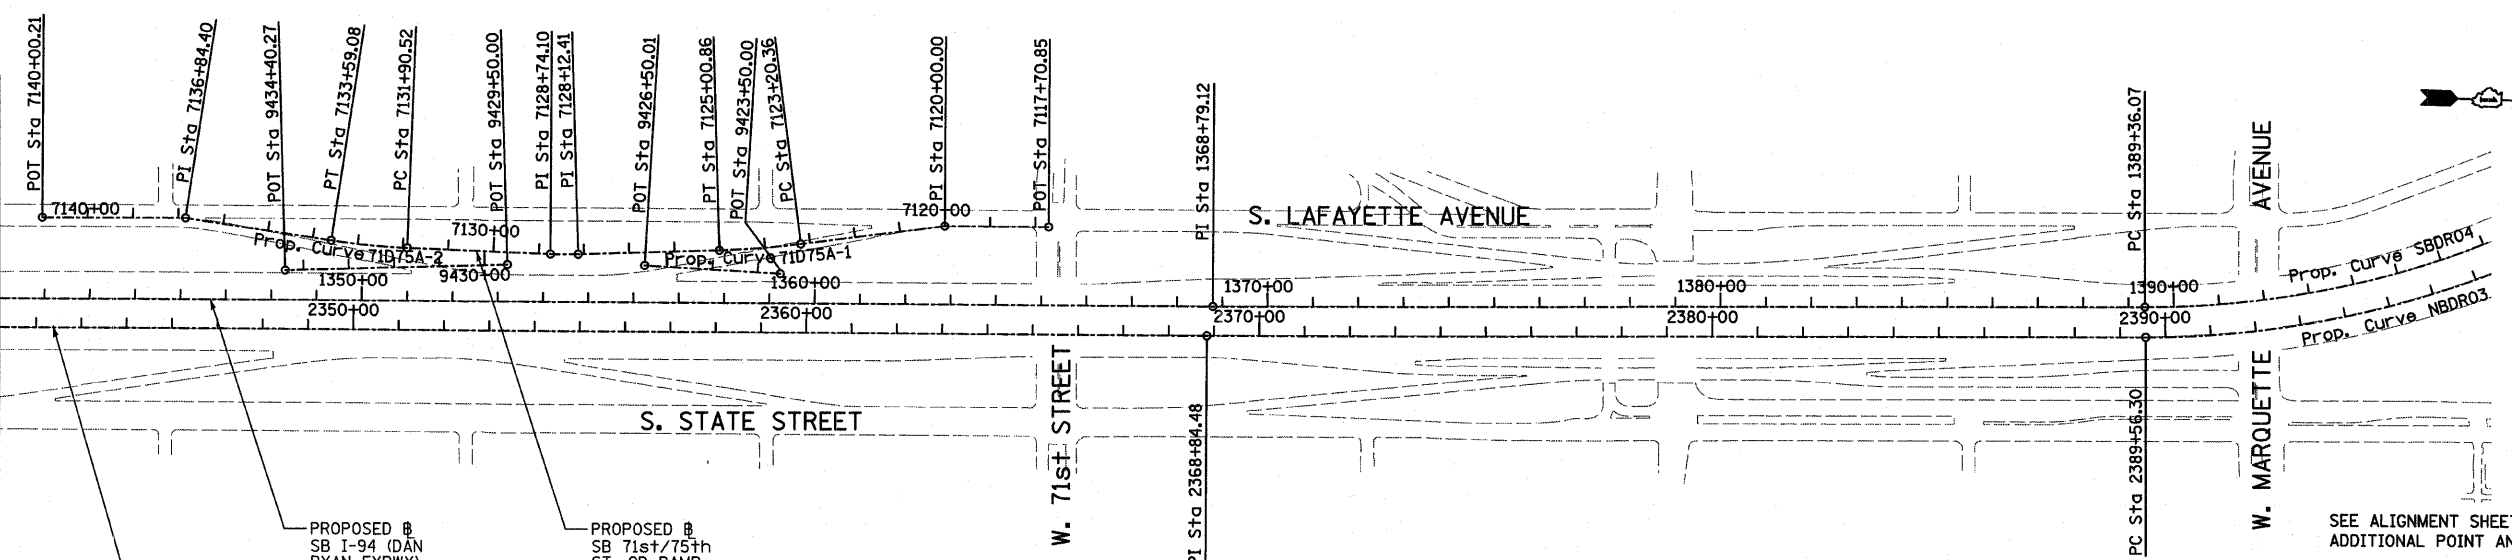 POT Sta 7140+00.21
PI Sta 7136+84.40
POT Sta 9434+40.27
PT Sta 7133+59.08
PC Sta 7131+90.52
POT Sta 9429+50.00
PI Sta 7128+74.10
PI Sta 7128+12.41
POT Sta 9426+50.01
PT Sta 7125+00.86
POT Sta 9423+50.00
PC Sta 7123+20.36
PI Sta 7120+00.00
POT Sta 7117+70.85
PI Sta 1368+79.12
PC Sta 1389+36.07
7140+00
7130+00
7120+00
S. LAFAYETTE AVENUE
Prop. Curve 71D75A-2
Prop. Curve 71D75A-1
9430+00
1350+00
1360+00
1370+00
1380+00
1390+00
Prop. Curve SBDR04
2350+00
2360+00
2370+00
2380+00
2390+00
Prop. Curve NBDR03
S. STATE STREET
W. 71st STREET
PI Sta 2368+84.48
PC Sta 2389+56.30
W. MARQUETTE AVENUE
PROPOSED ℄
SB I-94 (DAN
RYAN EXPWY)
PROPOSED ℄
SB 71st/75th
ST. CD RAMP
SEE ALIGNMENT SHEET
ADDITIONAL POINT AN